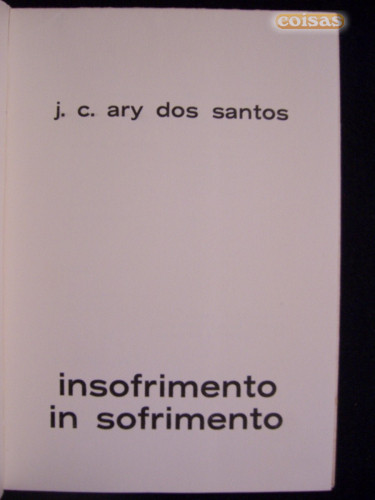 coisas
j. c. ary dos santos
insofrimento
in sofrimento